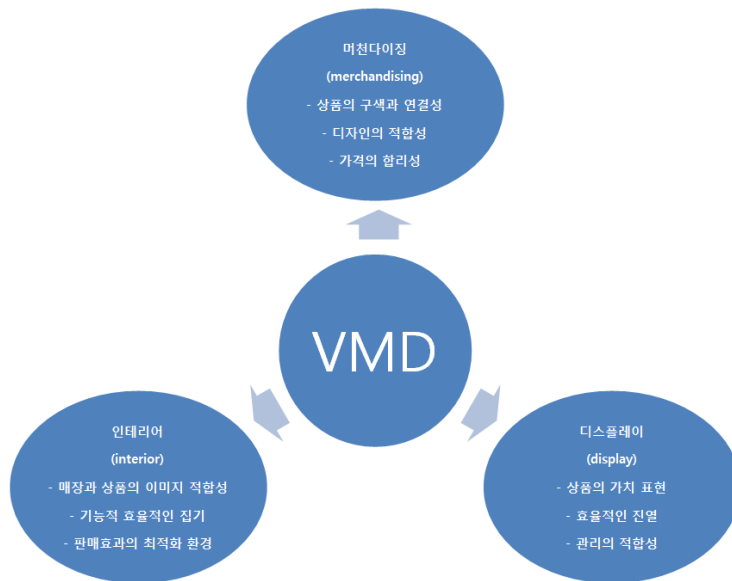 머천다이징
(merchandising)
- 상품의 구색과 연결성
- 디자인의 적합성
- 가격의 합리성
VMD
인테리어
(interior)
- 매장과 상품의 이미지 적합성
- 기능적 효율적인 집기
- 판매효과의 최적화 환경
디스플레이
(display)
- 상품의 가치 표현
- 효율적인 진열
- 관리의 적합성